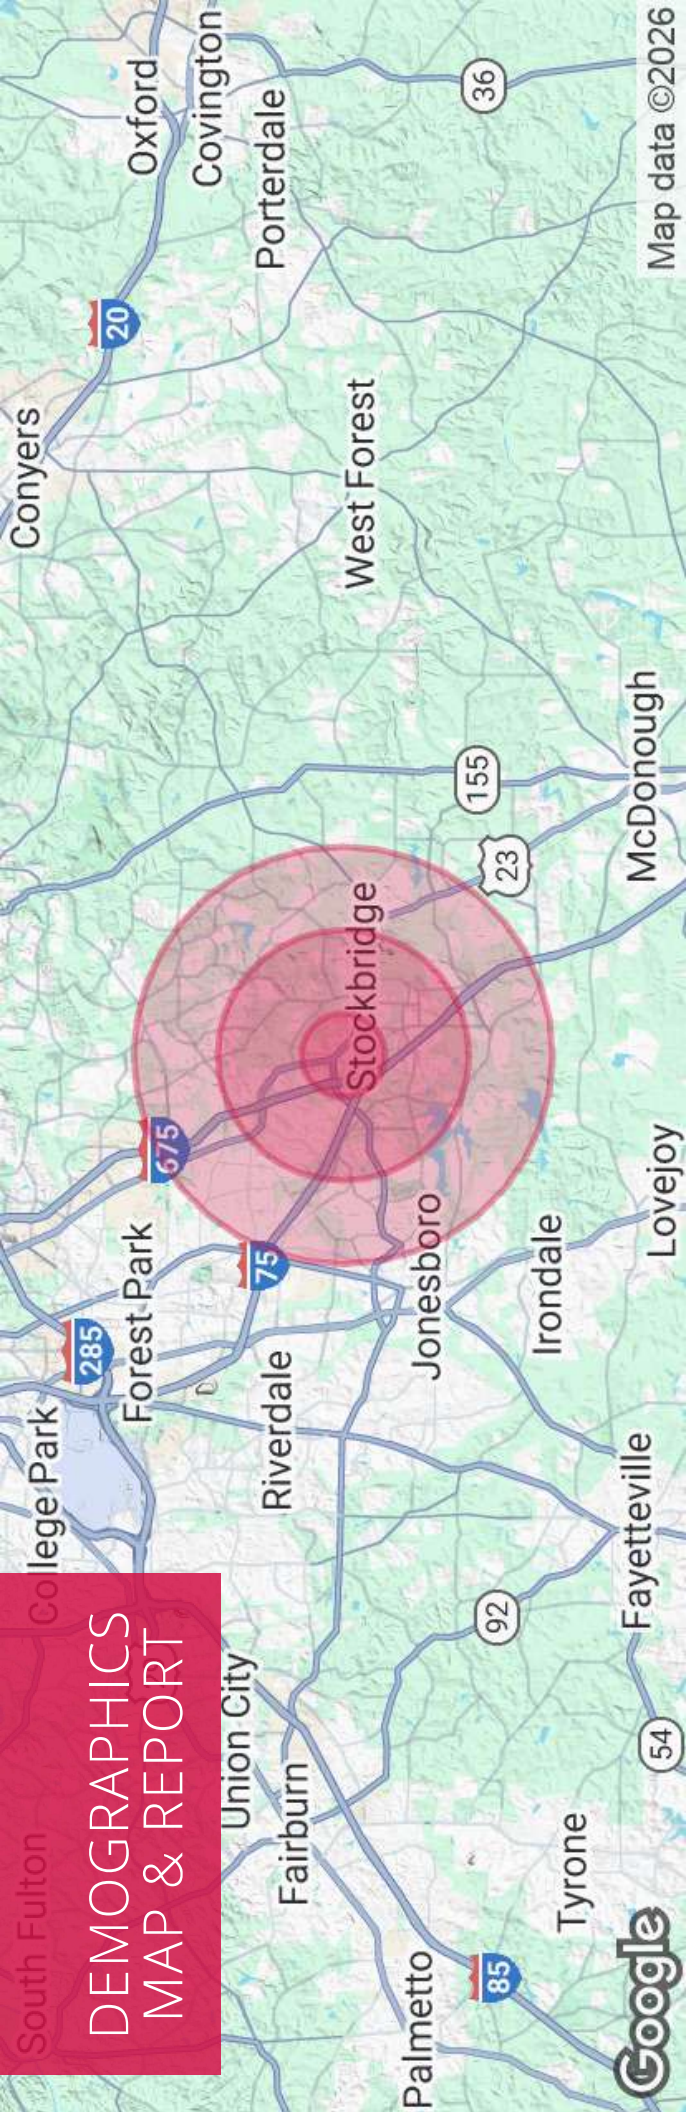 South Fulton
DEMOGRAPHICS
MAP & REPORT
College Park
285
Forest Park
675
Conyers
20
Oxford
Covington
Porterdale
Union City
Fairburn
Riverdale
75
Stockbridge
West Forest
Palmetto
85
92
Jonesboro
Irondale
23
155
36
Tyrone
54
Fayetteville
Lovejoy
McDonough
Google
Map data ©2026